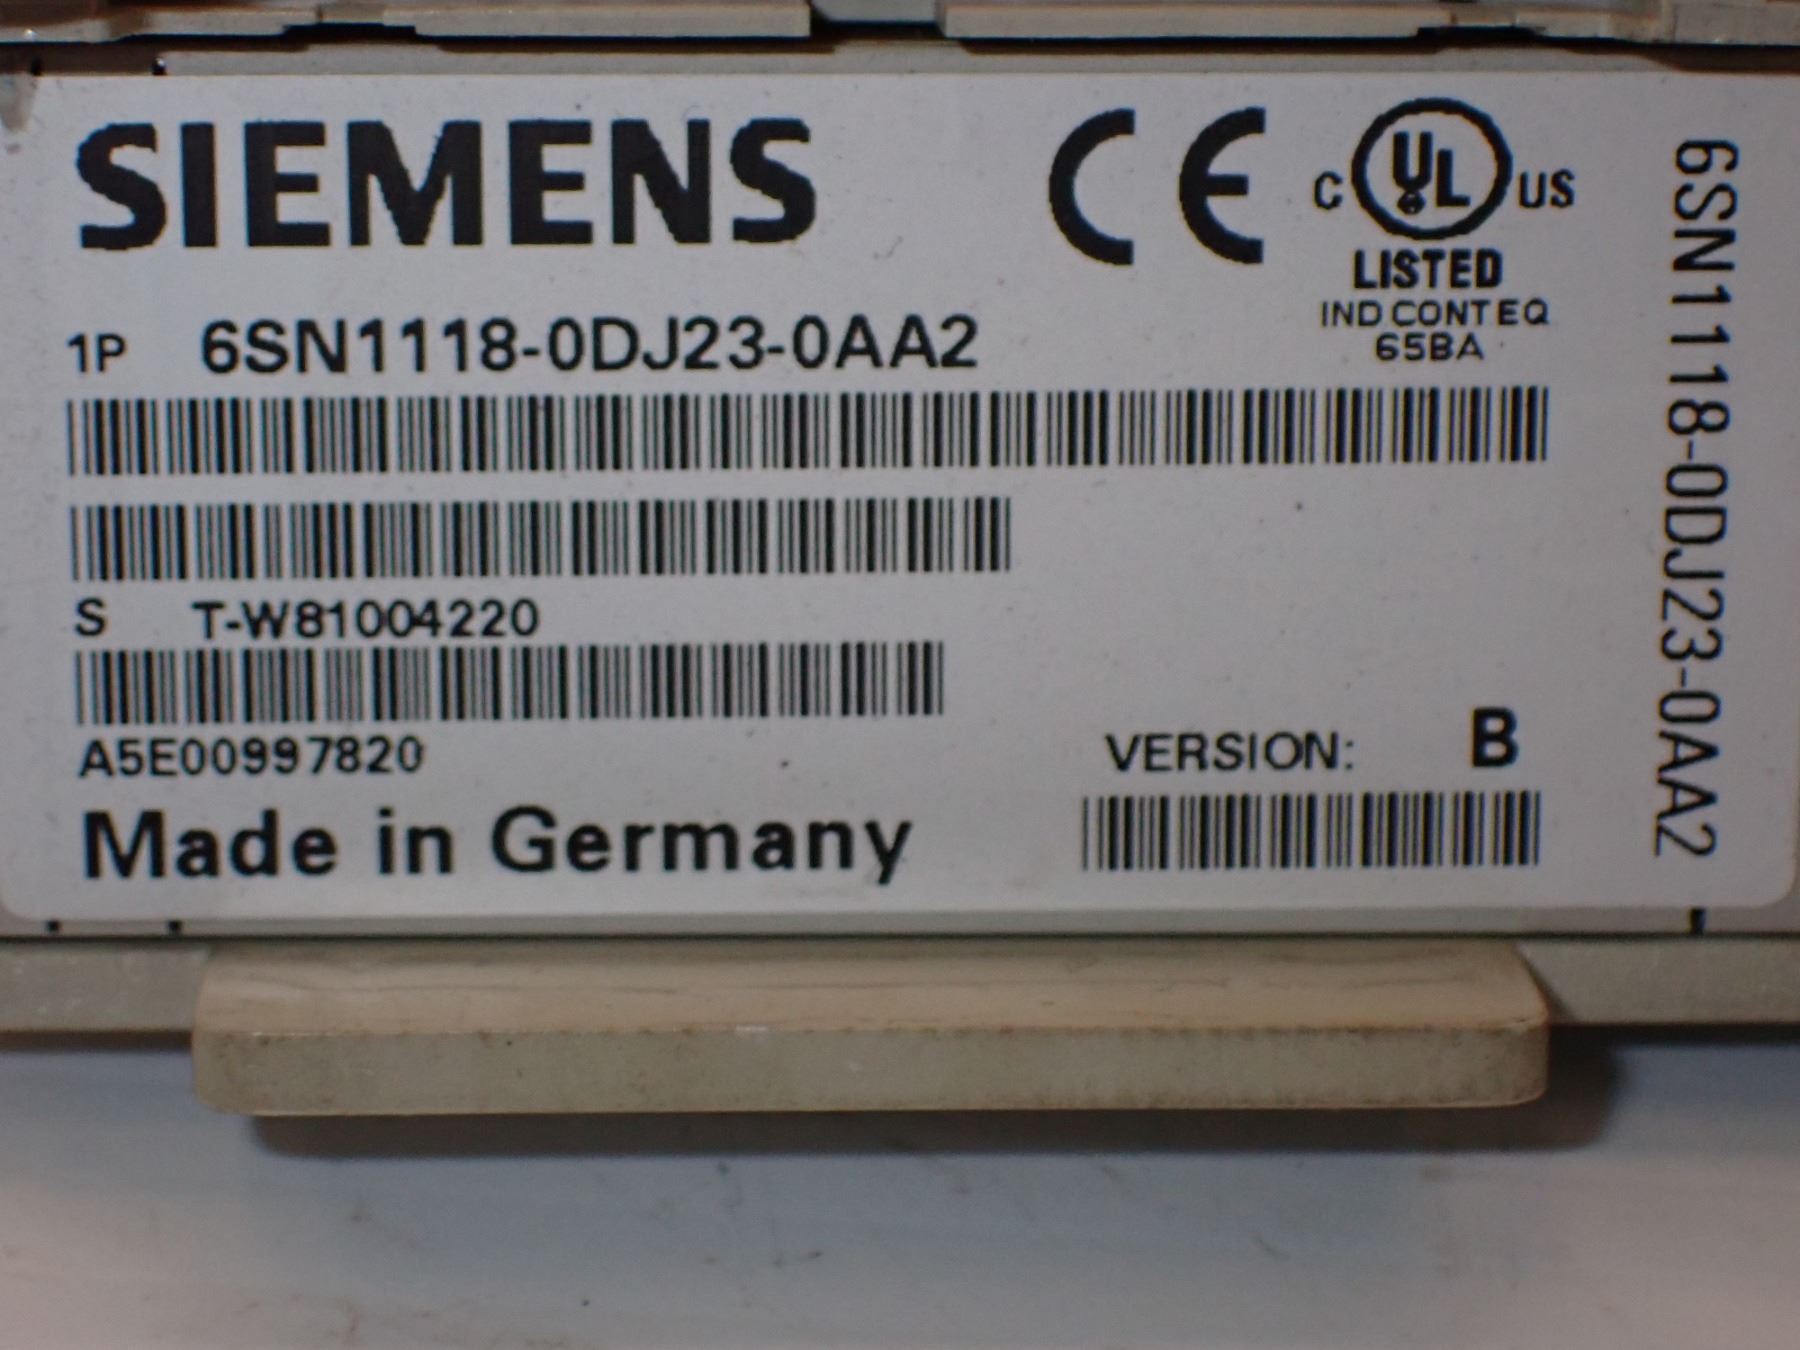 SIEMENS
CE
C UL US
LISTED
IND CONT EQ
65BA
1P 6SN1118-0DJ23-0AA2
S T-W81004220
A5E00997820
VERSION: B
Made in Germany
6SN1118-0DJ23-0AA2